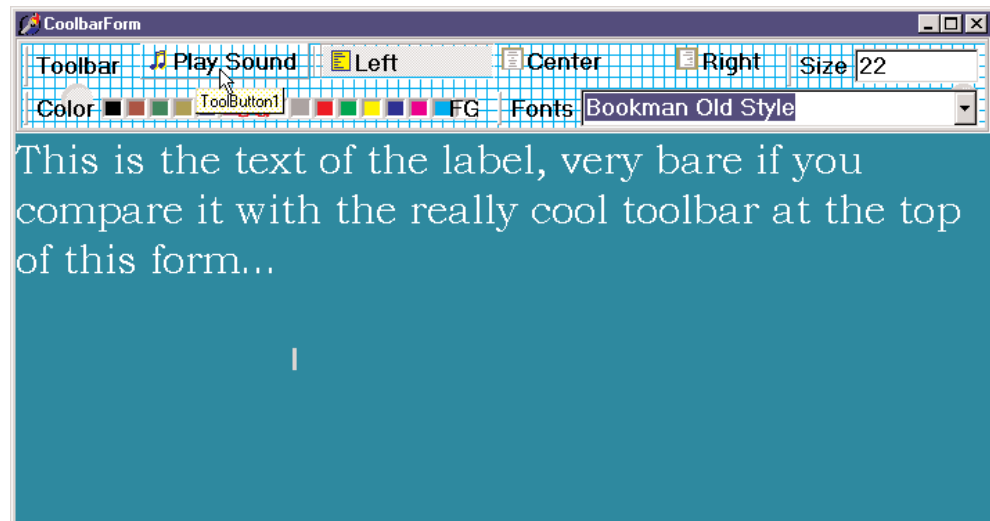 CoolbarForm
Toolbar Play Sound Left Center Right Size 22
Color ToolButton1 FG Fonts Bookman Old Style
This is the text of the label, very bare if you
compare it with the really cool toolbar at the top
of this form...